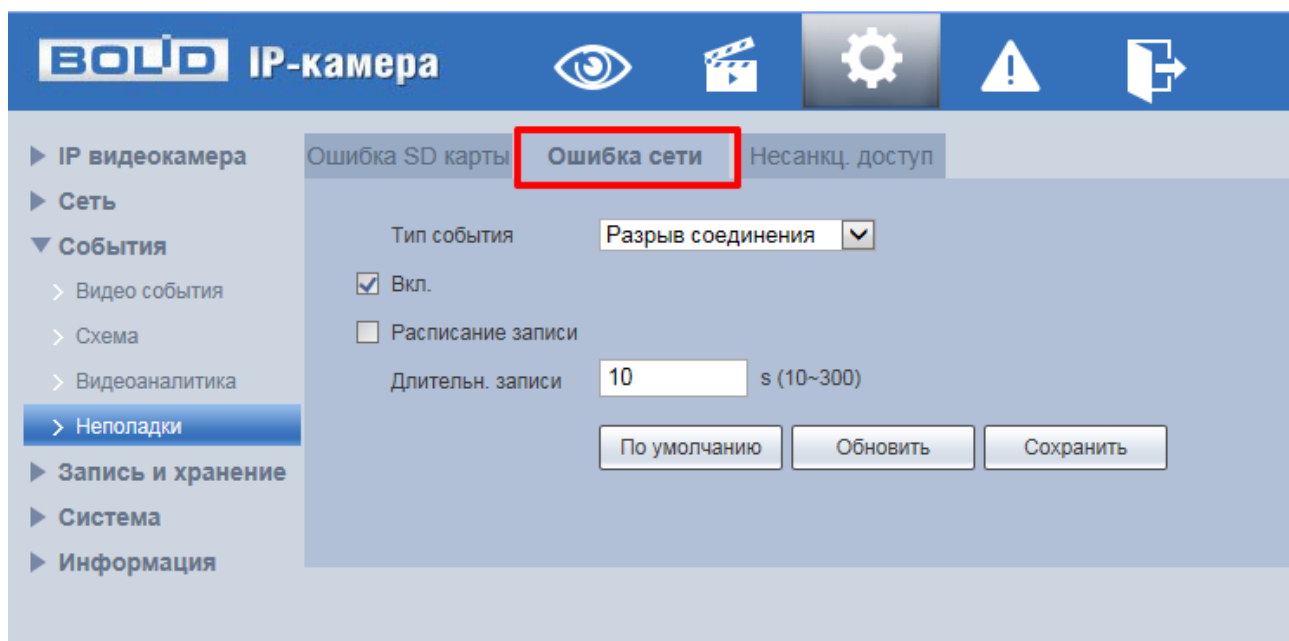 BOLID IP-камера
IP видеокамера
Сеть
События
Видео события
Схема
Видеоаналитика
Неполадки
Запись и хранение
Система
Информация
Ошибка SD карты Ошибка сети Несанкц. доступ
Тип события Разрыв соединения
Вкл.
Расписание записи
Длительн. записи 10 s (10~300)
По умолчанию Обновить Сохранить